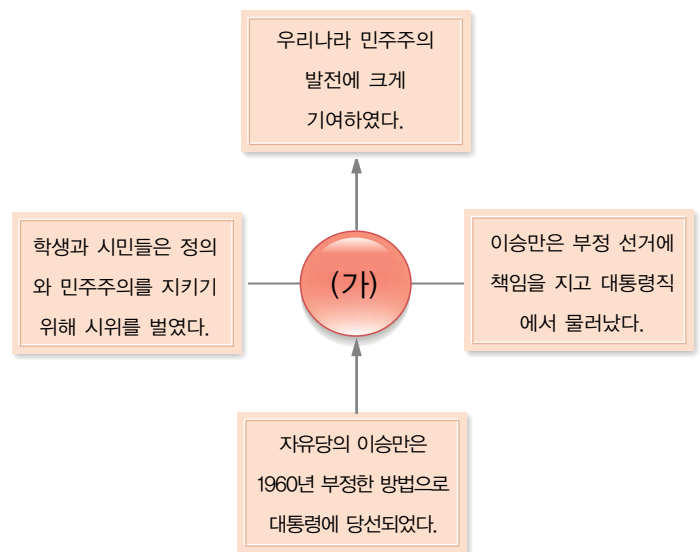 우리나라 민주주의
발전에 크게
기여하였다.
학생과 시민들은 정의
와 민주주의를 지키기
위해 시위를 벌였다.
(가)
이승만은 부정 선거에
책임을 지고 대통령직
에서 물러났다.
자유당의 이승만은
1960년 부정한 방법으로
대통령에 당선되었다.